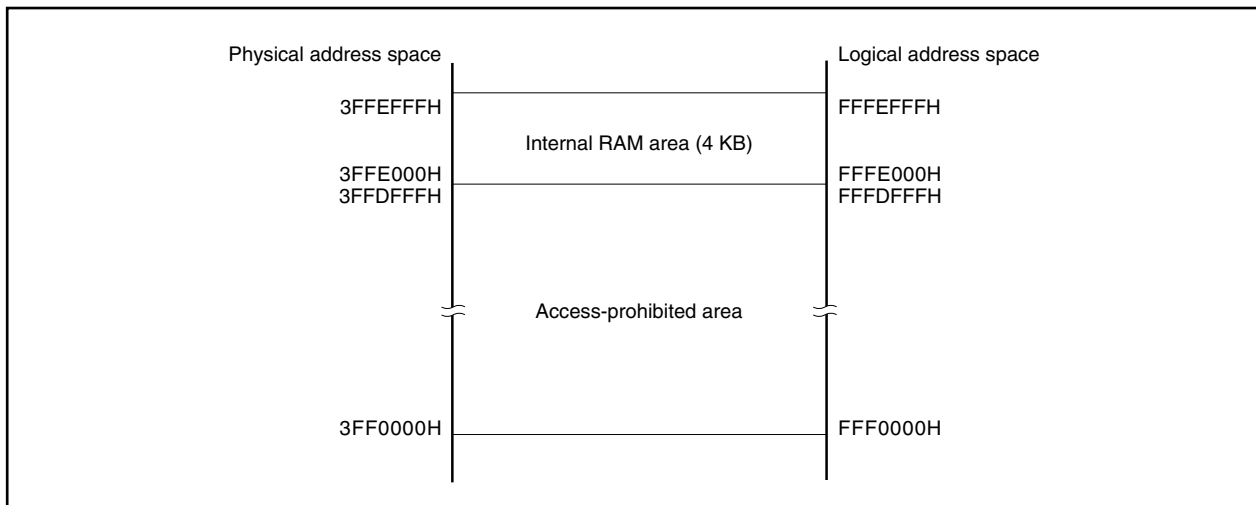 Physical address space
Logical address space
3FFEFFFH
FFFEFFFH
Internal RAM area (4 KB)
3FFE000H
FFFE000H
3FFDFFFH
FFFDFFFH
Access-prohibited area
3FF0000H
FFF0000H